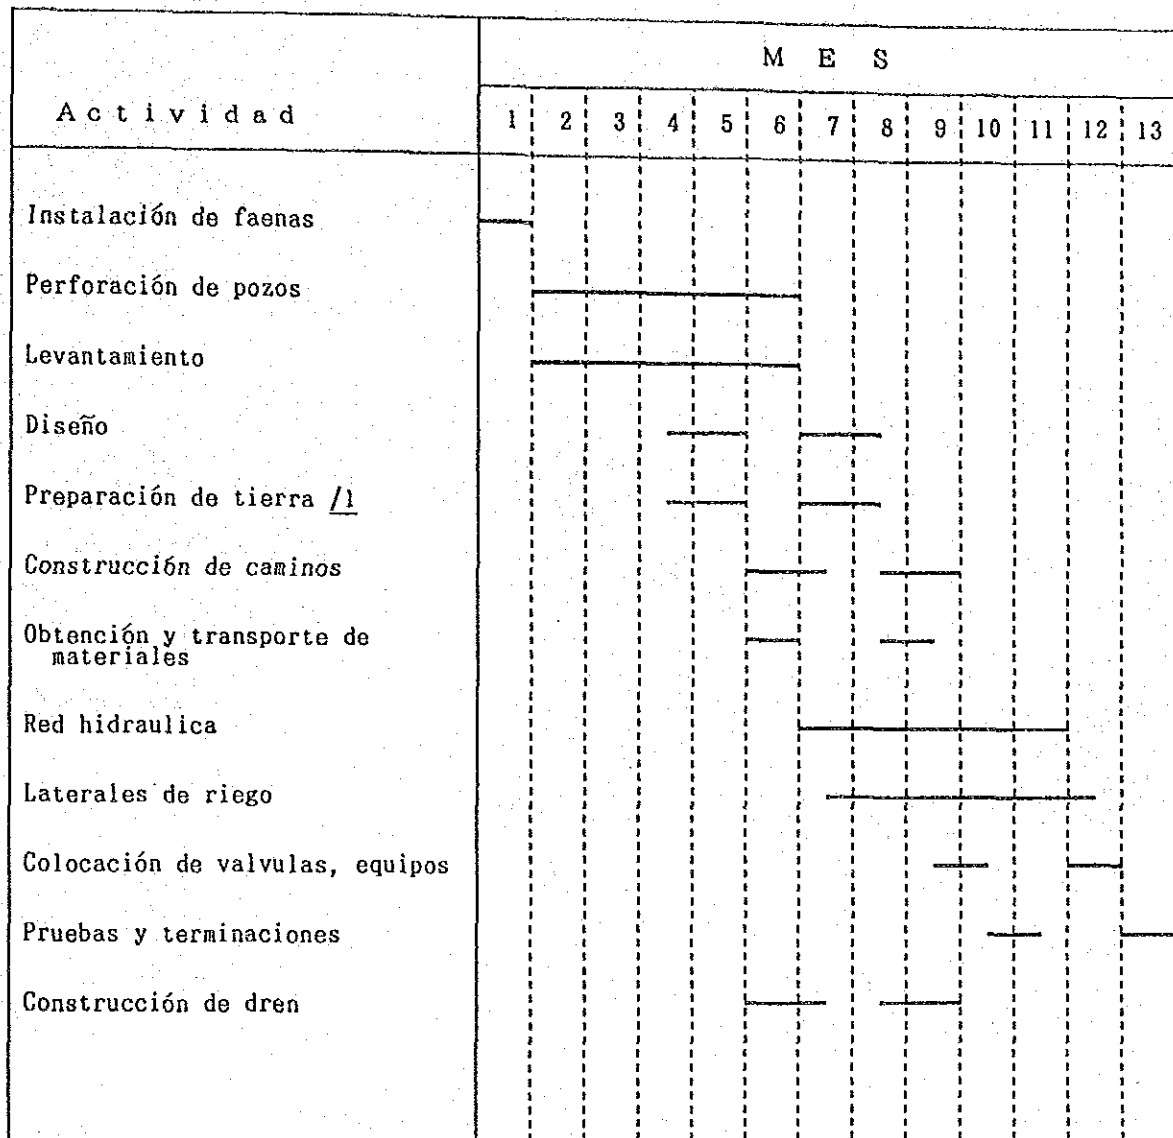 M E S
Actividad
1 2 3 4 5 6 7 8 9 10 11 12 13
Instalación de faenas
Perforación de pozos
Levantamiento
Diseño
Preparación de tierra /1
Construcción de caminos
Obtención y transporte de
materiales
Red hidraulica
Laterales de riego
Colocación de valvulas, equipos
Pruebas y terminaciones
Construcción de dren